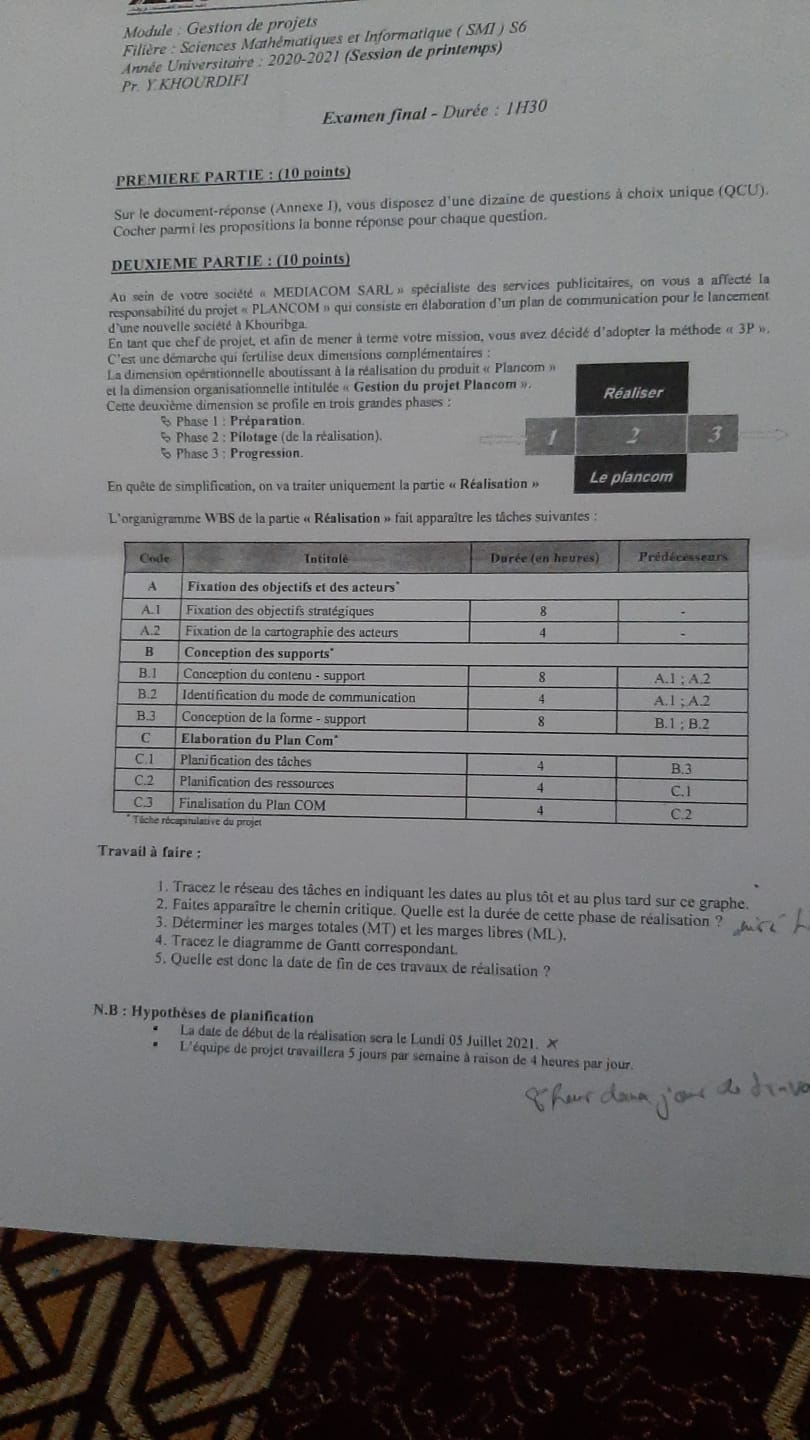 Module : Gestion de projets
Filière : Sciences Mathématiques et Informatique ( SMI ) S6
Année Universitaire : 2020-2021 (Session de printemps)
Pr. Y.KHOURDIFI
Examen final - Durée : 1H30
PREMIERE PARTIE : (10 points)
Sur le document-réponse (Annexe I), vous disposez d'une dizaine de questions à choix unique (QCU).
Cocher parmi les propositions la bonne réponse pour chaque question.
DEUXIEME PARTIE : (10 points)
Au sein de votre société « MEDIACOM SARL » spécialiste des services publicitaires, on vous a affecté la
responsabilité du projet « PLANCOM » qui consiste en élaboration d'un plan de communication pour le lancement
d'une nouvelle société à Khouribga.
En tant que chef de projet, et afin de mener à terme votre mission, vous avez décidé d'adopter la méthode « 3P ».
C'est une démarche qui fertilise deux dimensions complémentaires :
La dimension opérationnelle aboutissant à la réalisation du produit « Plancom »
et la dimension organisationnelle intitulée « Gestion du projet Plancom ».
Cette deuxième dimension se profile en trois grandes phases :
Phase 1 : Préparation.
Phase 2 : Pilotage (de la réalisation).
Phase 3 : Progression.
Réaliser
1 2 3
Le plancom
En quête de simplification, on va traiter uniquement la partie « Réalisation »
L'organigramme WBS de la partie « Réalisation » fait apparaître les tâches suivantes :
Code Intitulé Durée (en heures) Prédécesseurs
A Fixation des objectifs et des acteurs*
A.1 Fixation des objectifs stratégiques 8 -
A.2 Fixation de la cartographie des acteurs 4 -
B Conception des supports*
B.1 Conception du contenu - support 8 A.1 ; A.2
B.2 Identification du mode de communication 4 A.1 ; A.2
B.3 Conception de la forme - support 8 B.1 ; B.2
C Elaboration du Plan Com*
C.1 Planification des tâches 4 B.3
C.2 Planification des ressources 4 C.1
C.3 Finalisation du Plan COM 4 C.2
* Tâche récapitulative du projet
Travail à faire :
1. Tracez le réseau des tâches en indiquant les dates au plus tôt et au plus tard sur ce graphe.
2. Faites apparaître le chemin critique. Quelle est la durée de cette phase de réalisation ?
3. Déterminer les marges totales (MT) et les marges libres (ML).
4. Tracez le diagramme de Gantt correspondant.
5. Quelle est donc la date de fin de ces travaux de réalisation ?
N.B : Hypothèses de planification
▪ La date de début de la réalisation sera le Lundi 05 Juillet 2021. x
▪ L'équipe de projet travaillera 5 jours par semaine à raison de 4 heures par jour.